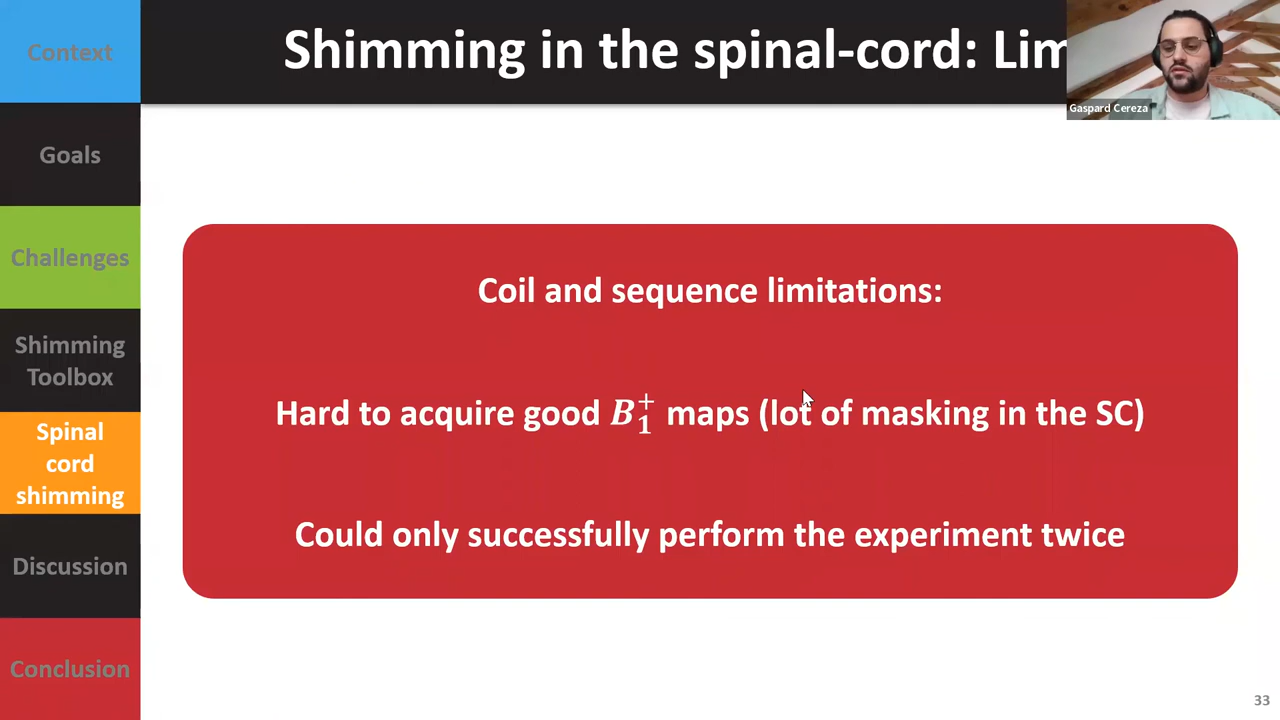 Context
Goals
Challenges
Shimming
Toolbox
Spinal
cord
shimming
Discussion
Conclusion
Shimming in the spinal-cord: Lim
Gaspard Cereza
Coil and sequence limitations:
Hard to acquire good B₁⁺ maps (lot of masking in the SC)
Could only successfully perform the experiment twice
33